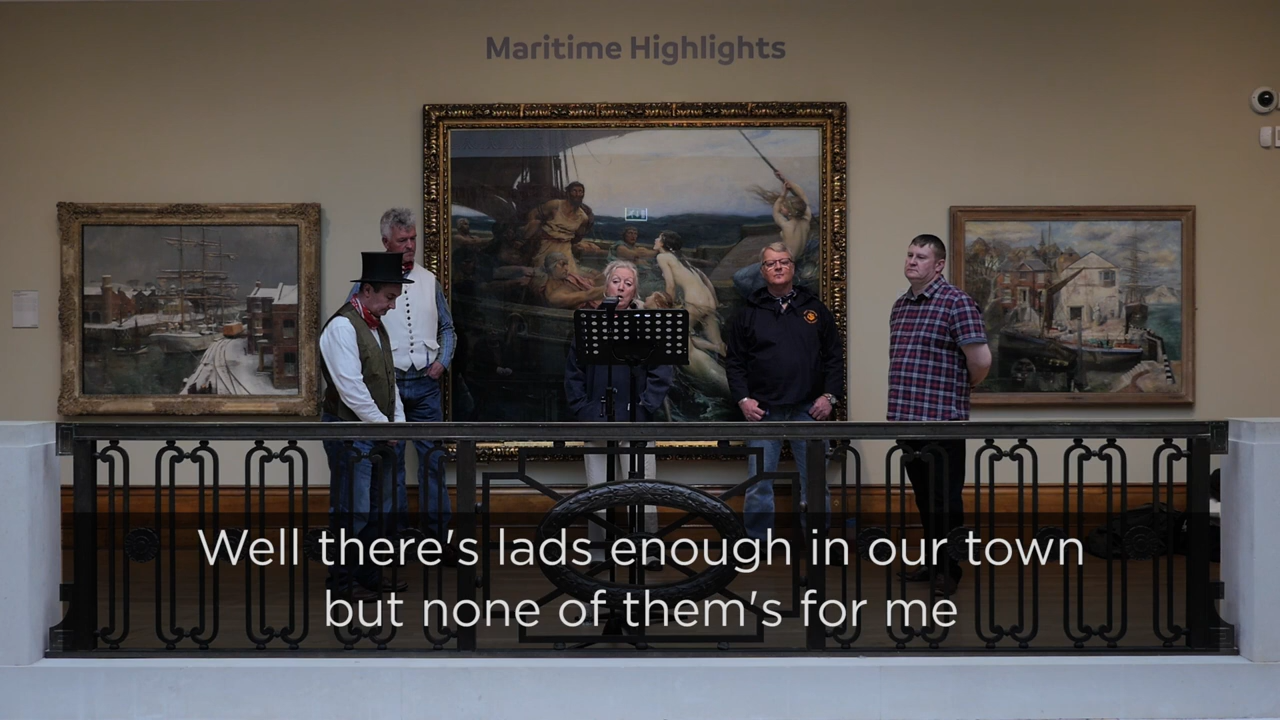 Maritime Highlights
Well there's lads enough in our town
but none of them's for me